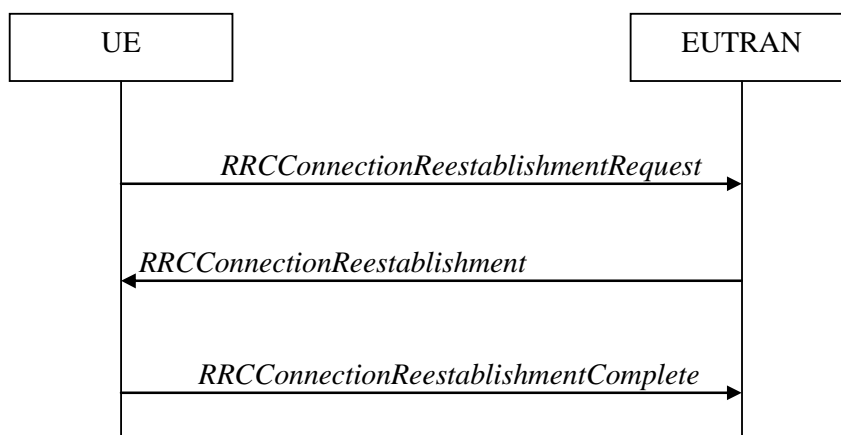 UE
EUTRAN
RRCConnectionReestablishmentRequest
RRCConnectionReestablishment
RRCConnectionReestablishmentComplete